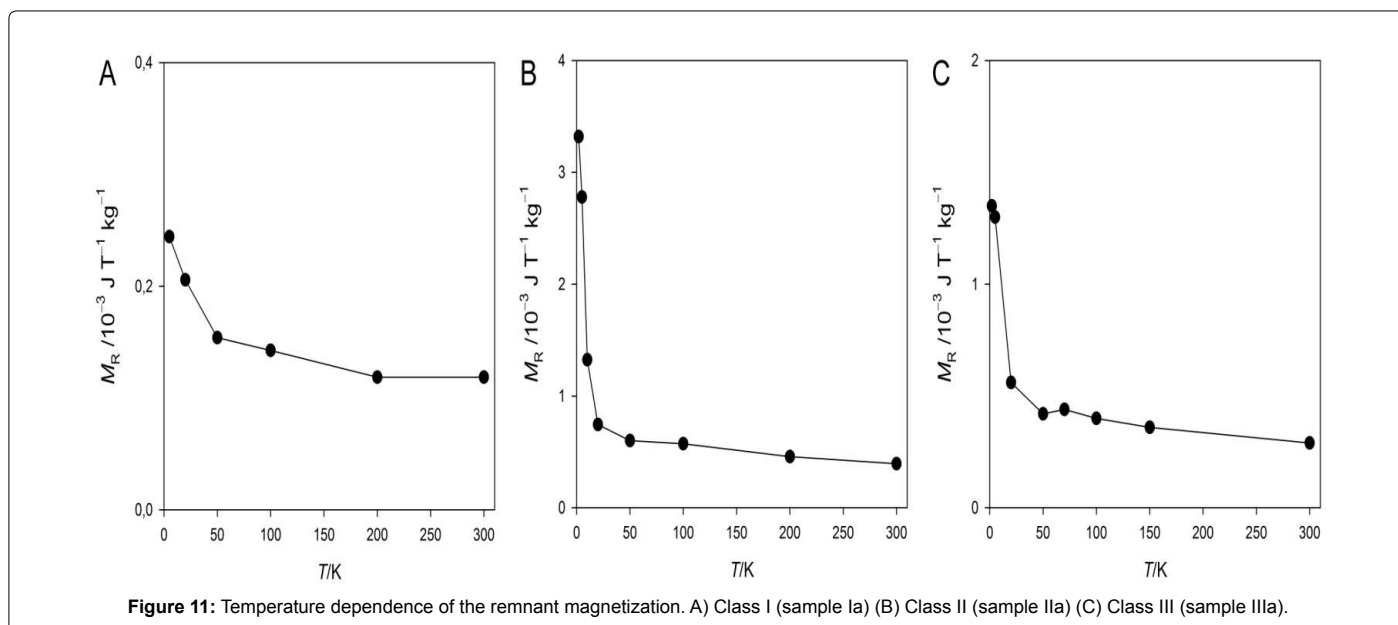 A
0,4
0,2
0,0
M_R /10⁻³ J T⁻¹ kg⁻¹
0 50 100 150 200 250 300
T/K
B
4
3
2
1
0
M_R /10⁻³ J T⁻¹ kg⁻¹
0 50 100 150 200 250 300
T/K
C
2
1
0
M_R /10⁻³ J T⁻¹ kg⁻¹
0 50 100 150 200 250 300
T/K
Figure 11: Temperature dependence of the remnant magnetization. A) Class I (sample Ia) (B) Class II (sample IIa) (C) Class III (sample IIIa).